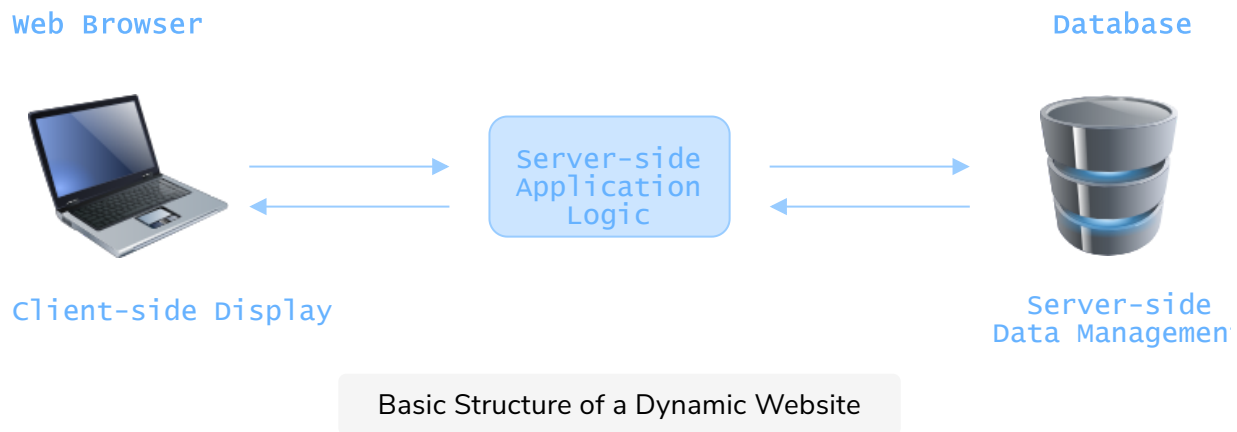 Web Browser
Database
Server-side
Application
Logic
Client-side Display
Server-side
Data Managemen
Basic Structure of a Dynamic Website